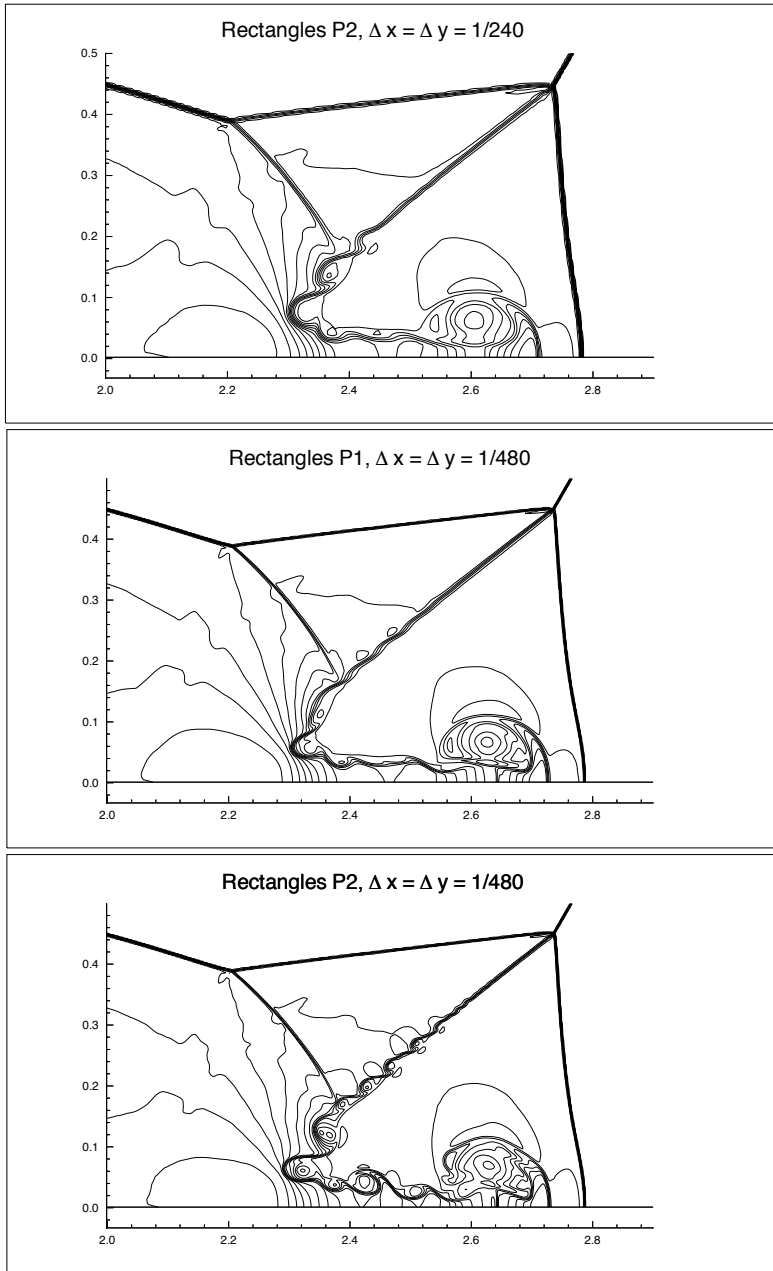 Rectangles P2, Δ x = Δ y = 1/240
0.5
0.4
0.3
0.2
0.1
0.0
2.0 2.2 2.4 2.6 2.8
Rectangles P1, Δ x = Δ y = 1/480
0.4
0.3
0.2
0.1
0.0
2.0 2.2 2.4 2.6 2.8
Rectangles P2, Δ x = Δ y = 1/480
0.4
0.3
0.2
0.1
0.0
2.0 2.2 2.4 2.6 2.8